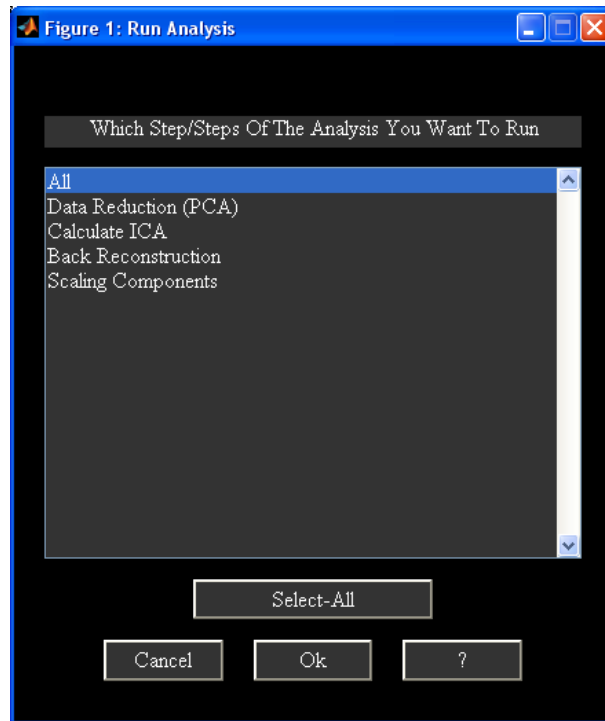 Figure 1: Run Analysis
Which Step/Steps Of The Analysis You Want To Run
All
Data Reduction (PCA)
Calculate ICA
Back Reconstruction
Scaling Components
Select-All
Cancel Ok ?